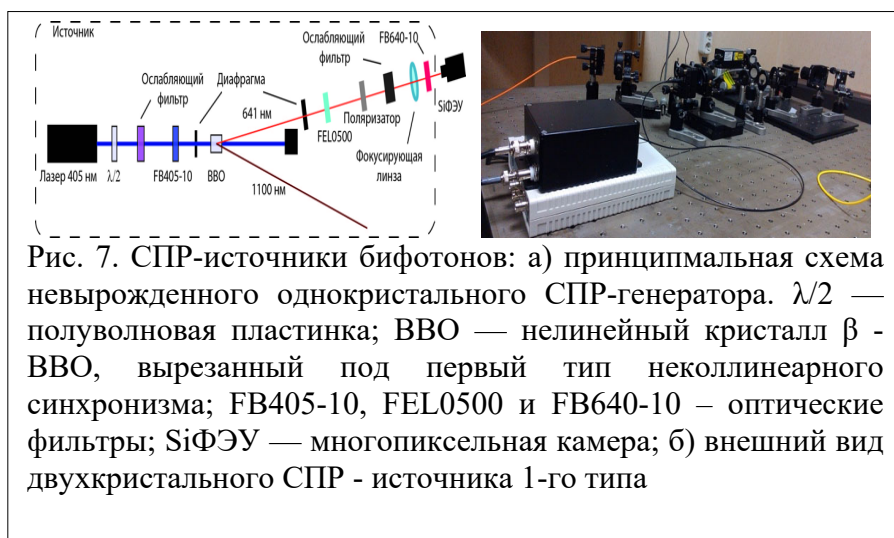 Источник
Ослабляющий
фильтр
FB640-10
Ослабляющий
фильтр
Диафрагма
641 нм
Поляризатор
SiФЭУ
FEL0500
Фокусирующая
линза
Лазер 405 нм
λ/2
FB405-10
BBO
1100 нм
Рис. 7. СПР-источники бифотонов: а) принципмальная схема
невырожденного однокристального СПР-генератора. λ/2 —
полуволновая пластинка; BBO — нелинейный кристалл β -
BBO, вырезанный под первый тип неколлинеарного
синхронизма; FB405-10, FEL0500 и FB640-10 – оптические
фильтры; SiФЭУ — многопиксельная камера; б) внешний вид
двухкристального СПР - источника 1-го типа